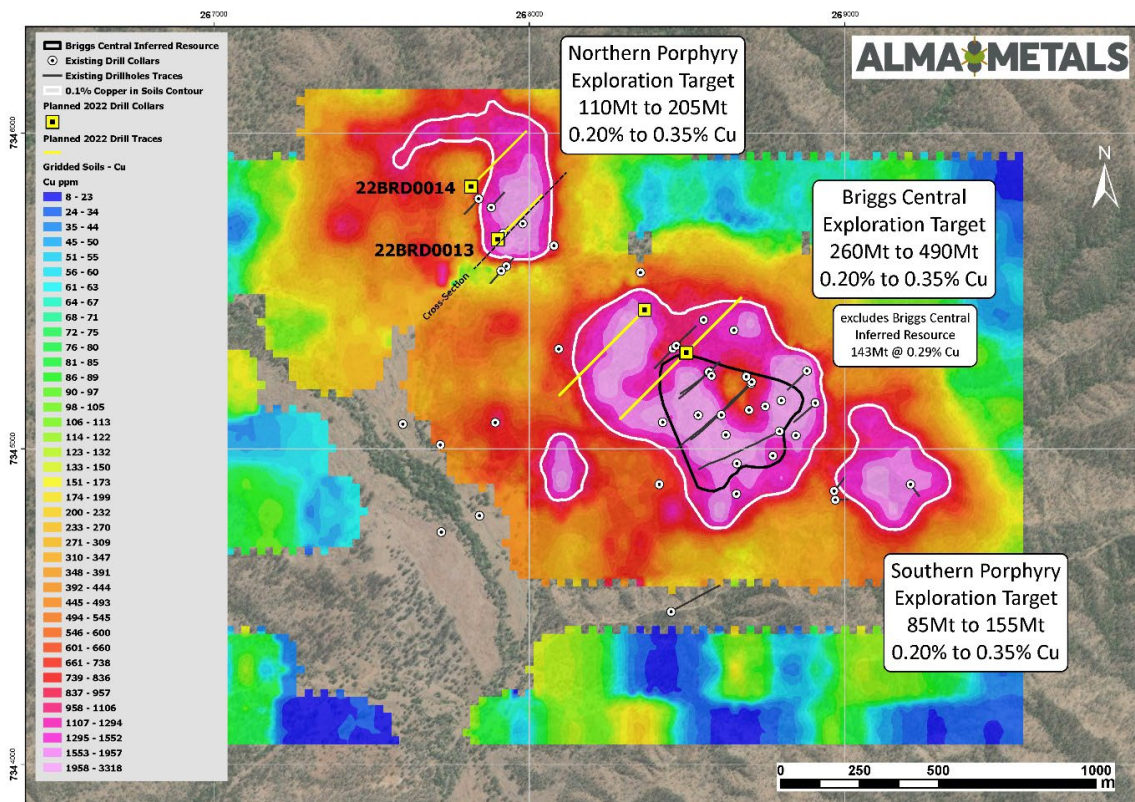 267000
268000
269000
7346000
7345000
7344000
Briggs Central Inferred Resource
Existing Drill Collars
Existing Drillholes Traces
0.1% Copper in Soils Contour
Planned 2022 Drill Collars
Planned 2022 Drill Traces
Gridded Soils - Cu
Cu ppm
8 - 23
24 - 34
35 - 44
45 - 50
51 - 55
56 - 60
61 - 63
64 - 67
68 - 71
72 - 75
76 - 80
81 - 85
86 - 89
90 - 97
98 - 105
106 - 113
114 - 122
123 - 132
133 - 150
151 - 173
174 - 199
200 - 232
233 - 270
271 - 309
310 - 347
348 - 391
392 - 444
445 - 493
494 - 545
546 - 600
601 - 660
661 - 738
739 - 836
837 - 957
958 - 1106
1107 - 1294
1295 - 1552
1553 - 1957
1958 - 3318
Northern Porphyry
Exploration Target
110Mt to 205Mt
0.20% to 0.35% Cu
ALMA METALS
N
22BRD0014
22BRD0013
Cross-Section
Briggs Central
Exploration Target
260Mt to 490Mt
0.20% to 0.35% Cu
excludes Briggs Central
Inferred Resource
143Mt @ 0.29% Cu
Southern Porphyry
Exploration Target
85Mt to 155Mt
0.20% to 0.35% Cu
0 250 500 1000
m